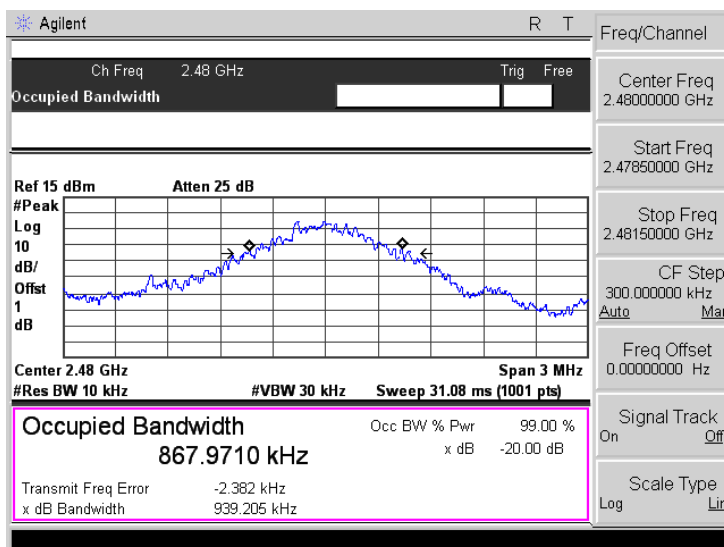 Agilent R T
Ch Freq 2.48 GHz Trig Free
Occupied Bandwidth
Ref 15 dBm Atten 25 dB
#Peak
Log
10
dB/
Offst
1
dB
Center 2.48 GHz Span 3 MHz
#Res BW 10 kHz #VBW 30 kHz Sweep 31.08 ms (1001 pts)
Occupied Bandwidth Occ BW % Pwr 99.00 %
867.9710 kHz x dB -20.00 dB
Transmit Freq Error -2.382 kHz
x dB Bandwidth 939.205 kHz
Freq/Channel
Center Freq
2.48000000 GHz
Start Freq
2.47850000 GHz
Stop Freq
2.48150000 GHz
CF Step
300.000000 kHz
Auto Man
Freq Offset
0.00000000 Hz
Signal Track
On Off
Scale Type
Log Lin